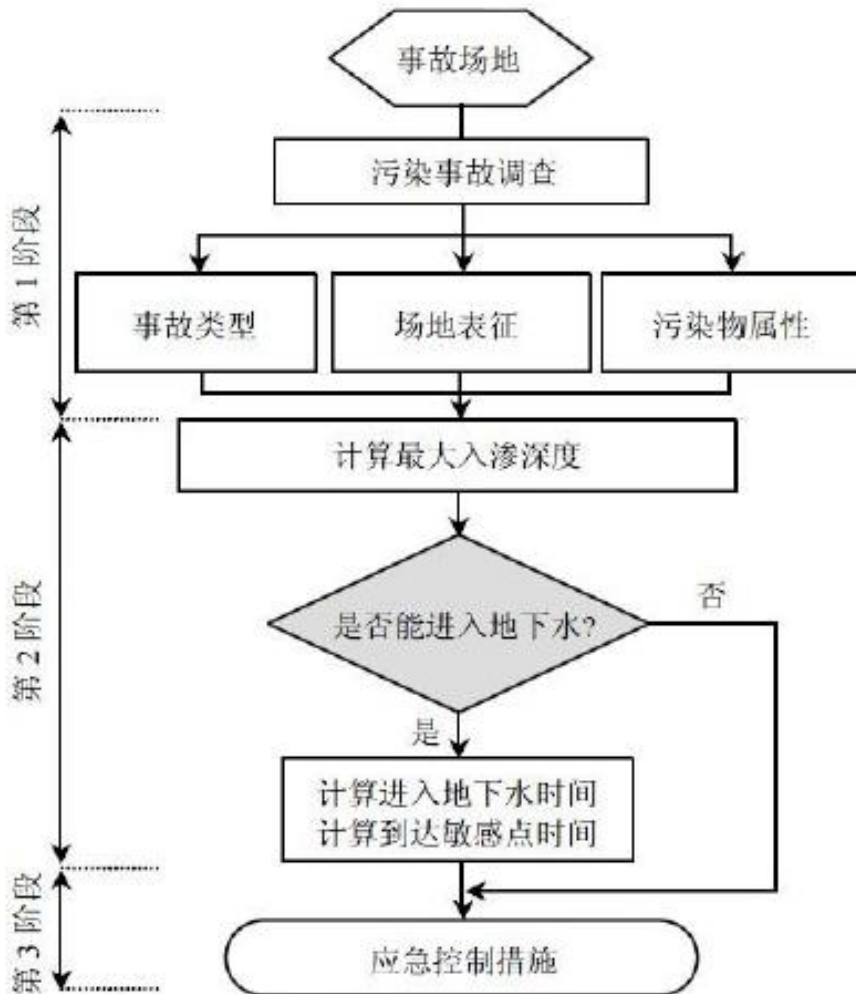 事故场地
污染事故调查
第1阶段
事故类型
场地表征
污染物属性
计算最大入渗深度
第2阶段
是否能进入地下水?
否
是
计算进入地下水时间
计算到达敏感点时间
第3阶段
应急控制措施